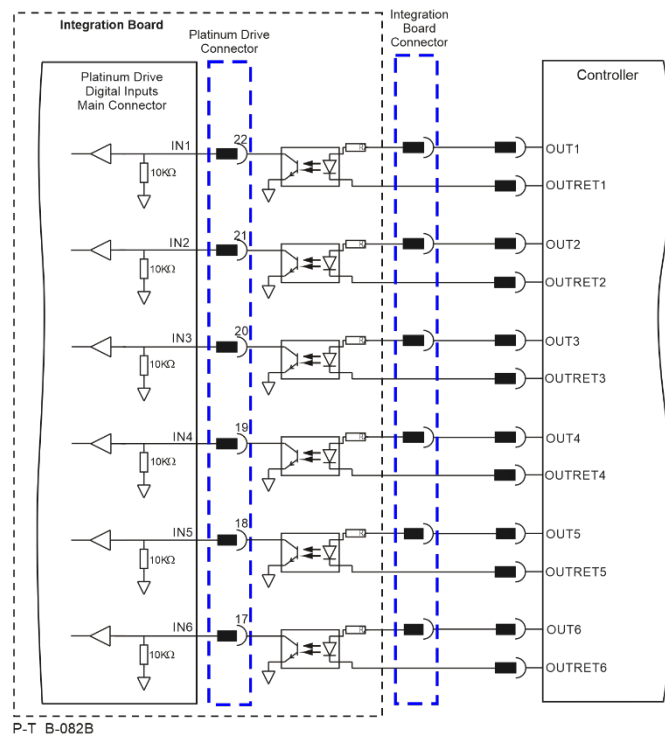 Integration Board
Platinum Drive
Connector
Integration
Board
Connector
Platinum Drive
Digital Inputs
Main Connector
Controller
IN1
22
10KΩ
R
OUT1
OUTRET1
IN2
21
10KΩ
R
OUT2
OUTRET2
IN3
20
10KΩ
R
OUT3
OUTRET3
IN4
19
10KΩ
R
OUT4
OUTRET4
IN5
18
10KΩ
R
OUT5
OUTRET5
IN6
17
10KΩ
R
OUT6
OUTRET6
P-T B-082B